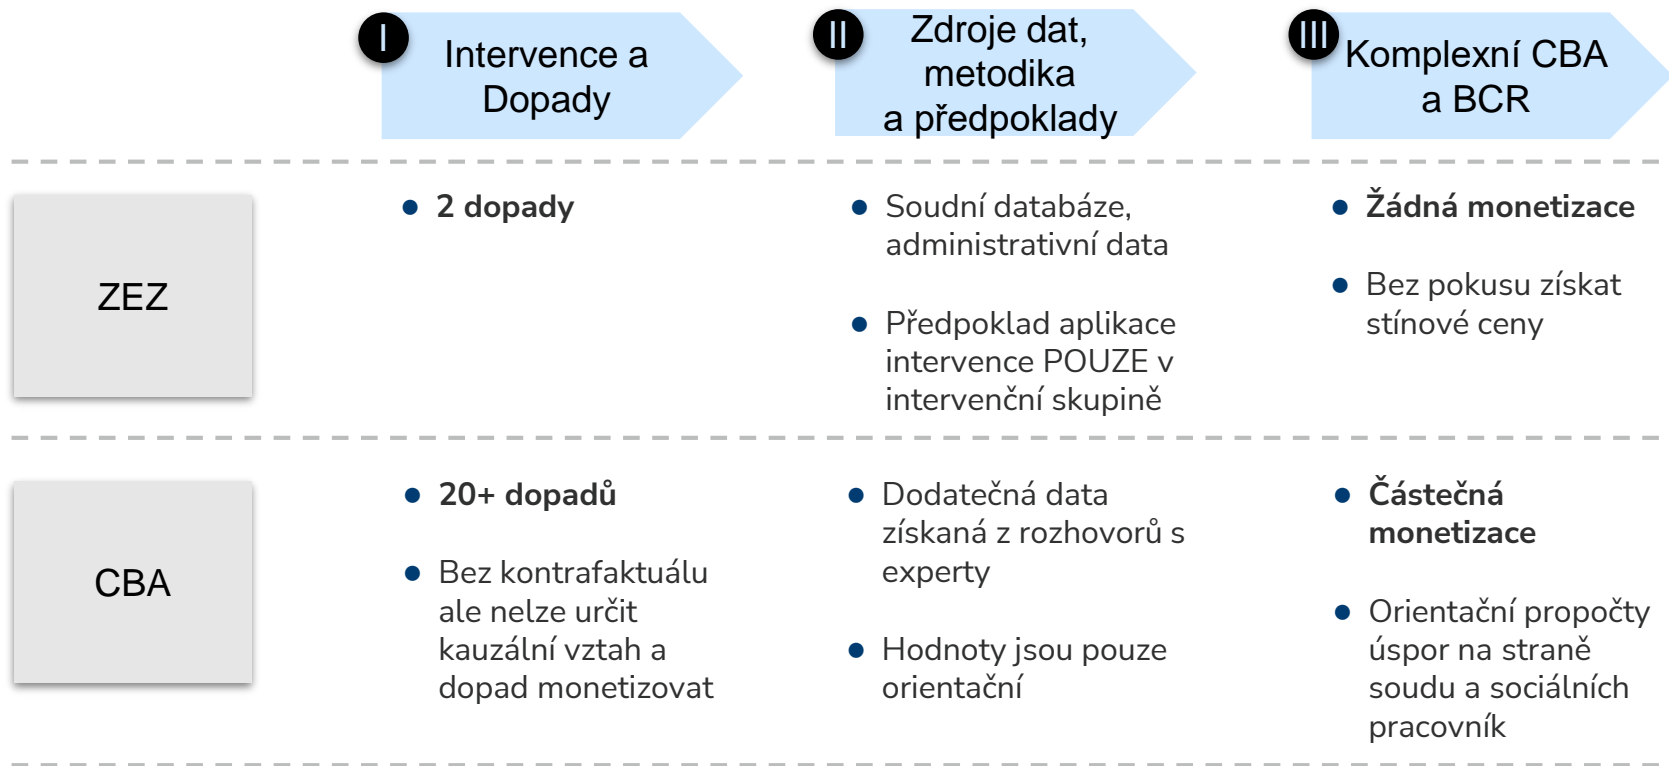 I
Intervence a
Dopady
II
Zdroje dat,
metodika
a předpoklady
III
Komplexní CBA
a BCR
ZEZ
2 dopady
Soudní databáze,
administrativní data
Předpoklad aplikace
intervence POUZE v
intervenční skupině
Žádná monetizace
Bez pokusu získat
stínové ceny
CBA
20+ dopadů
Bez kontrafaktuálu
ale nelze určit
kauzální vztah a
dopad monetizovat
Dodatečná data
získaná z rozhovorů s
experty
Hodnoty jsou pouze
orientační
Částečná
monetizace
Orientační propočty
úspor na straně
soudu a sociálních
pracovník